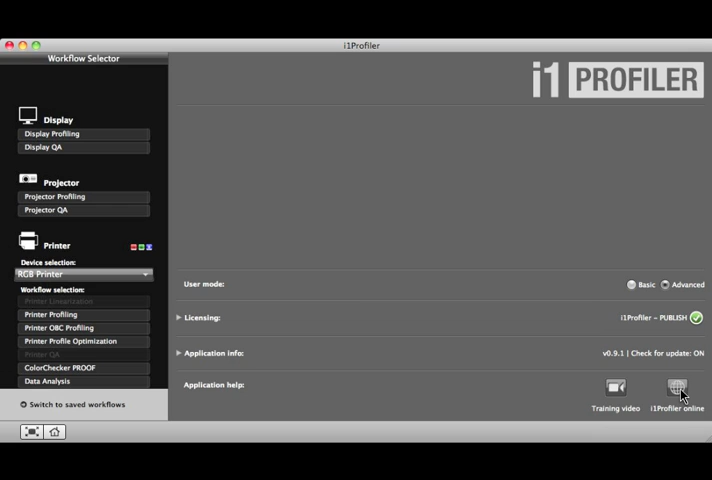 i1Profiler
Workflow Selector
i1 PROFILER
Display
Display Profiling
Display QA
Projector
Projector Profiling
Projector QA
Printer
Device selection:
RGB Printer
Workflow selection:
Printer Linearization
Printer Profiling
Printer OBC Profiling
Printer Profile Optimization
Printer QA
ColorChecker PROOF
Data Analysis
Switch to saved workflows
User mode:
Basic
Advanced
Licensing:
i1Profiler – PUBLISH
Application info:
v0.9.1 | Check for update: ON
Application help:
Training video
i1Profiler online